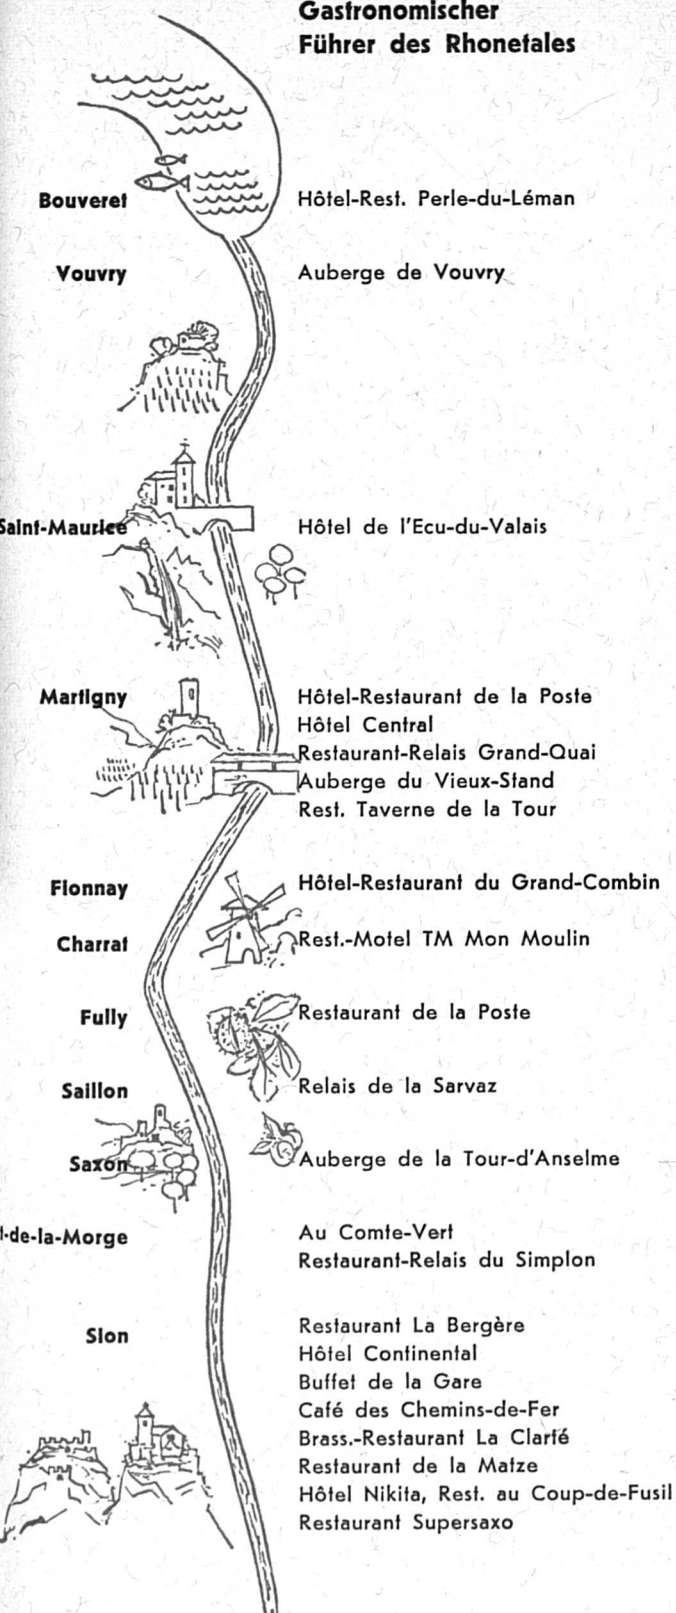 Gastronomischer
Führer des Rhonetales
Bouveret Hôtel-Rest. Perle-du-Léman
Vouvry Auberge de Vouvry
Saint-Maurice Hôtel de l'Ecu-du-Valais
Martigny Hôtel-Restaurant de la Poste
Hôtel Central
Restaurant-Relais Grand-Quai
Auberge du Vieux-Stand
Rest. Taverne de la Tour
Fionnay Hôtel-Restaurant du Grand-Combin
Charrat Rest.-Motel TM Mon Moulin
Fully Restaurant de la Poste
Saillon Relais de la Sarvaz
Saxon Auberge de la Tour-d'Anselme
-de-la-Morge Au Comte-Vert
Restaurant-Relais du Simplon
Sion Restaurant La Bergère
Hôtel Continental
Buffet de la Gare
Café des Chemins-de-Fer
Brass.-Restaurant La Clarté
Restaurant de la Matze
Hôtel Nikita, Rest. au Coup-de-Fusil
Restaurant Supersaxo